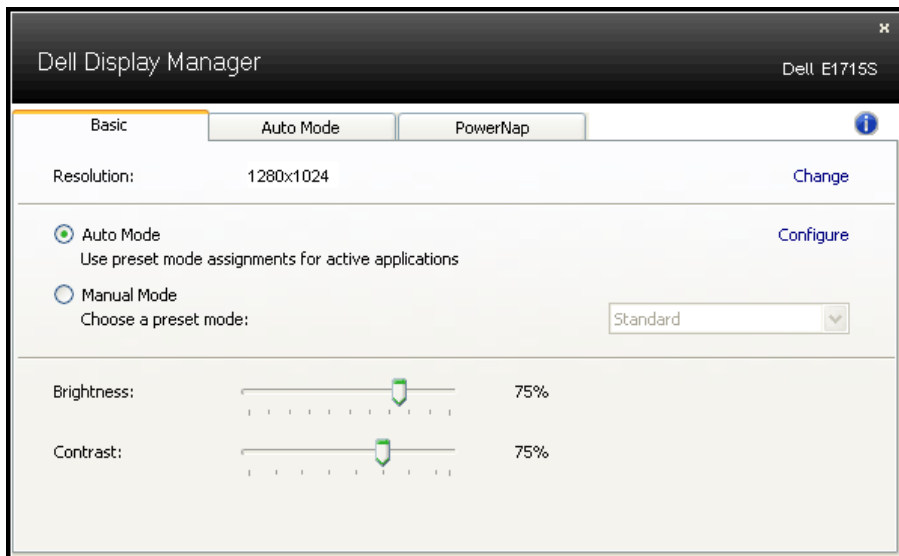 Dell Display Manager
Dell E1715S
Basic
Auto Mode
PowerNap
Resolution:
1280x1024
Change
Auto Mode
Configure
Use preset mode assignments for active applications
Manual Mode
Choose a preset mode:
Standard
Brightness:
75%
Contrast:
75%